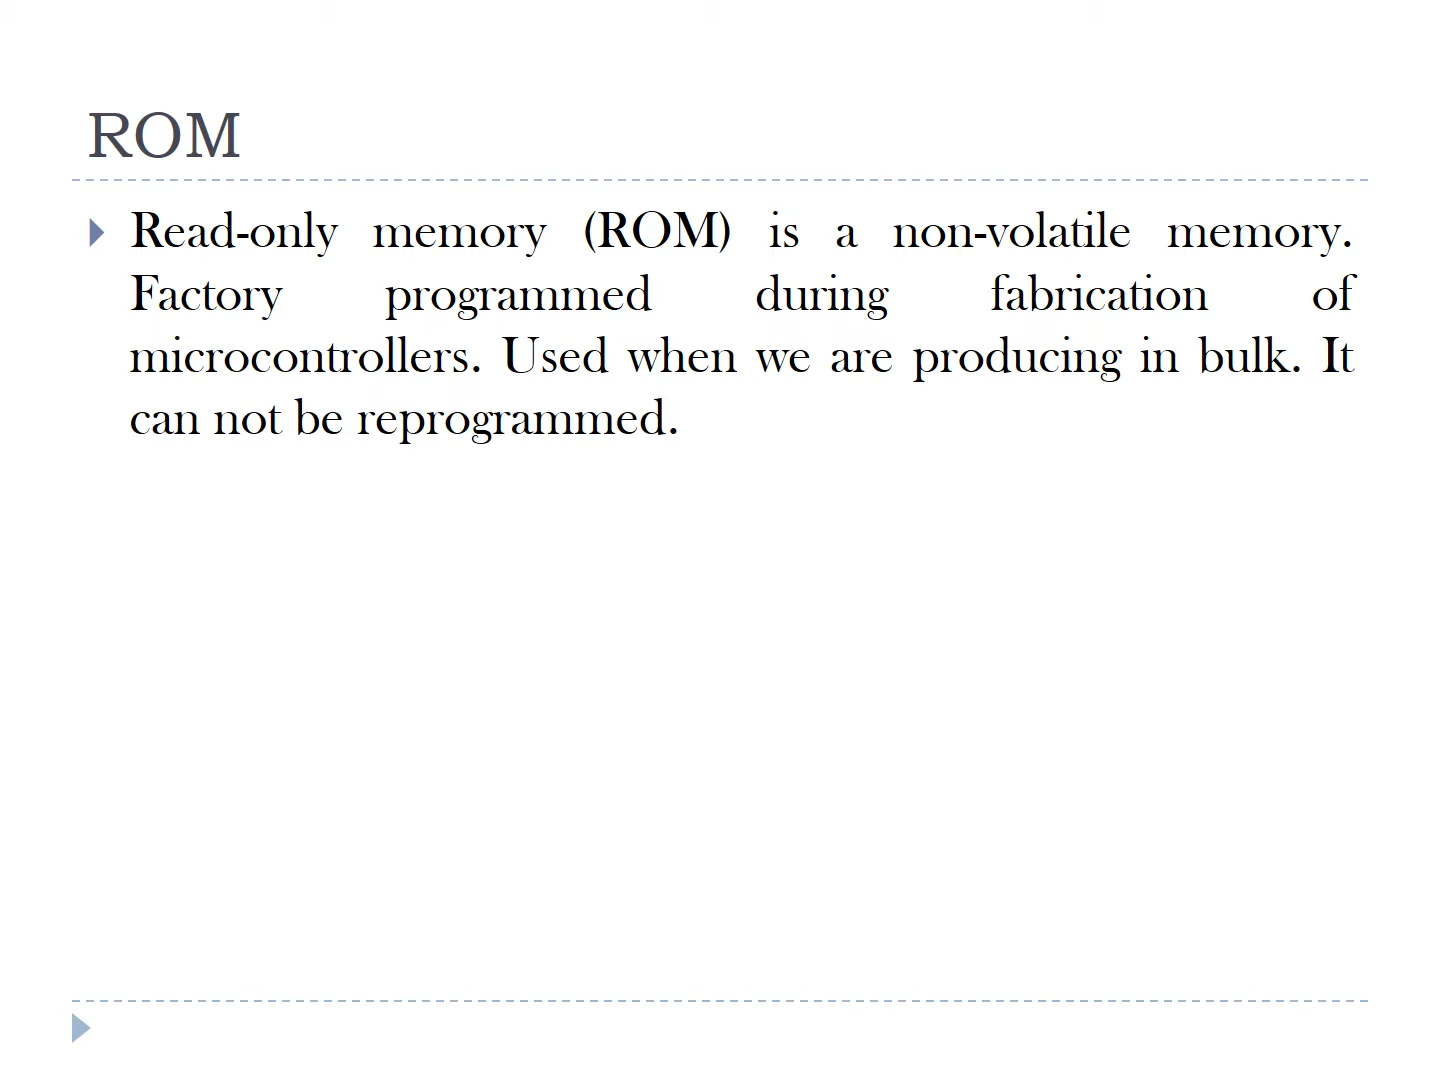 ROM
Read-only memory (ROM) is a non-volatile memory.
Factory programmed during fabrication of
microcontrollers. Used when we are producing in bulk. It
can not be reprogrammed.